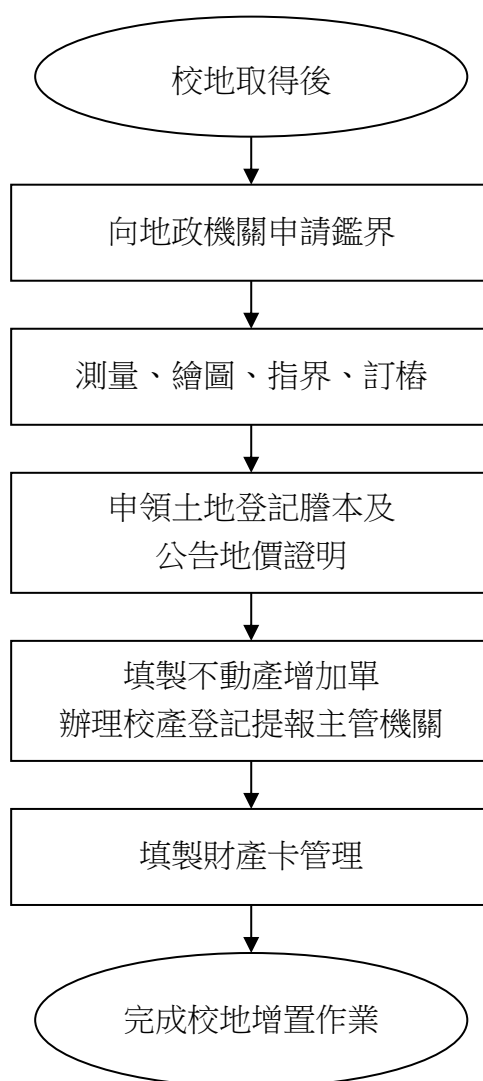 校地取得後
向地政機關申請鑑界
測量、繪圖、指界、訂樁
申領土地登記謄本及
公告地價證明
填製不動產增加單
辦理校產登記提報主管機關
填製財產卡管理
完成校地增置作業